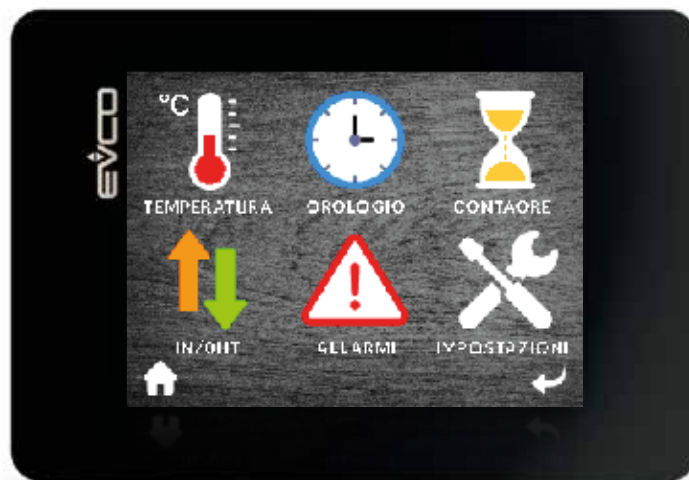 EVCO
°C
TEMPERATURA OROLOGIO CONTAORE
IN/OUT ALLARMI IMPOSTAZIONI